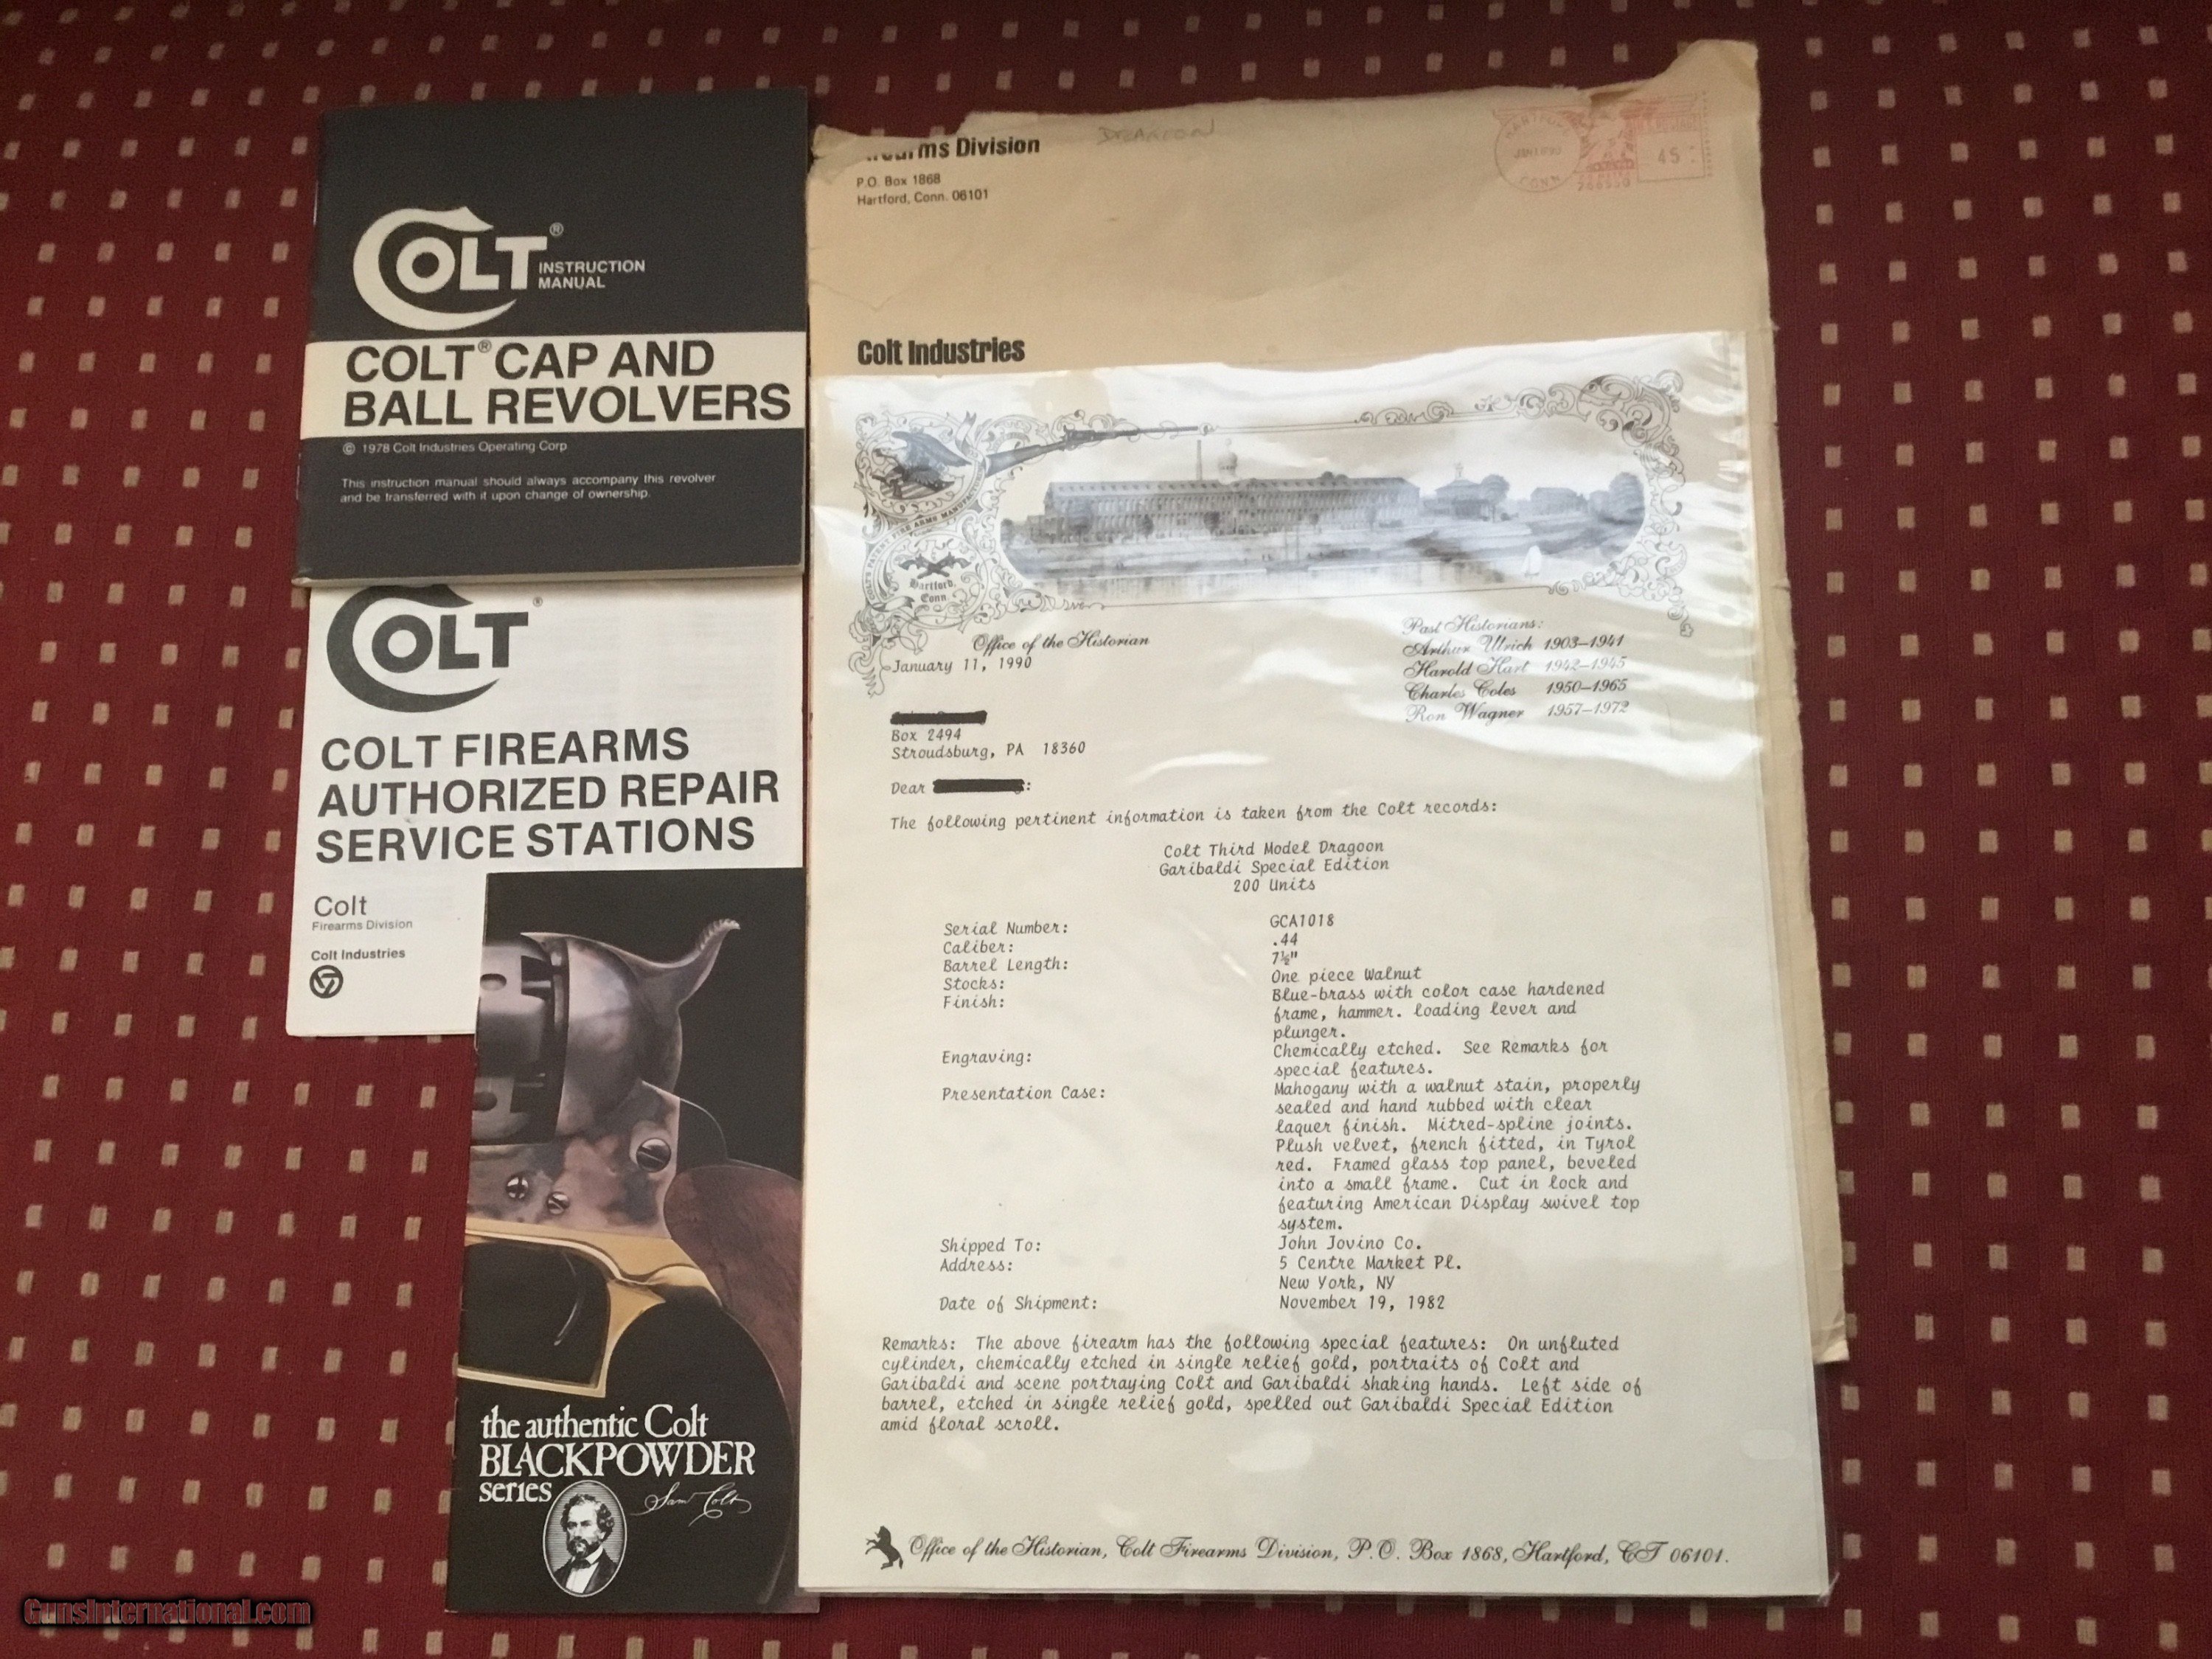 COLT®
INSTRUCTION
MANUAL
COLT® CAP AND
BALL REVOLVERS
© 1978 Colt Industries Operating Corp
This instruction manual should always accompany this revolver
and be transferred with it upon change of ownership.
COLT®
COLT FIREARMS
AUTHORIZED REPAIR
SERVICE STATIONS
Colt
Firearms Division
Colt Industries
the authentic Colt
BLACKPOWDER
series
Sam Colt
Firearms Division
P.O. Box 1868
Hartford, Conn. 06101
HARTFORD
CONN
45
Colt Industries
COLT'S PATENT FIRE ARMS MANUFACTURING
Hartford,
Conn.
Office of the Historian
January 11, 1990
Past Historians:
Arthur Ulrich 1903–1941
Harold Hart 1942–1945
Charles Coles 1950–1965
Ron Wagner 1957–1972
Box 2494
Stroudsburg, PA 18360
Dear :
The following pertinent information is taken from the Colt records:
Colt Third Model Dragoon
Garibaldi Special Edition
200 Units
Serial Number: GCA1018
Caliber: .44
Barrel Length: 7½"
Stocks: One piece Walnut
Finish: Blue-brass with color case hardened
frame, hammer. loading lever and
plunger.
Engraving: Chemically etched. See Remarks for
special features.
Presentation Case: Mahogany with a walnut stain, properly
sealed and hand rubbed with clear
laquer finish. Mitred-spline joints.
Plush velvet, french fitted, in Tyrol
red. Framed glass top panel, beveled
into a small frame. Cut in lock and
featuring American Display swivel top
system.
Shipped To: John Jovino Co.
Address: 5 Centre Market Pl.
New York, NY
Date of Shipment: November 19, 1982
Remarks: The above firearm has the following special features: On unfluted
cylinder, chemically etched in single relief gold, portraits of Colt and
Garibaldi and scene portraying Colt and Garibaldi shaking hands. Left side of
barrel, etched in single relief gold, spelled out Garibaldi Special Edition
amid floral scroll.
Office of the Historian, Colt Firearms Division, P.O. Box 1868, Hartford, CT 06101.
GunsInternational.com